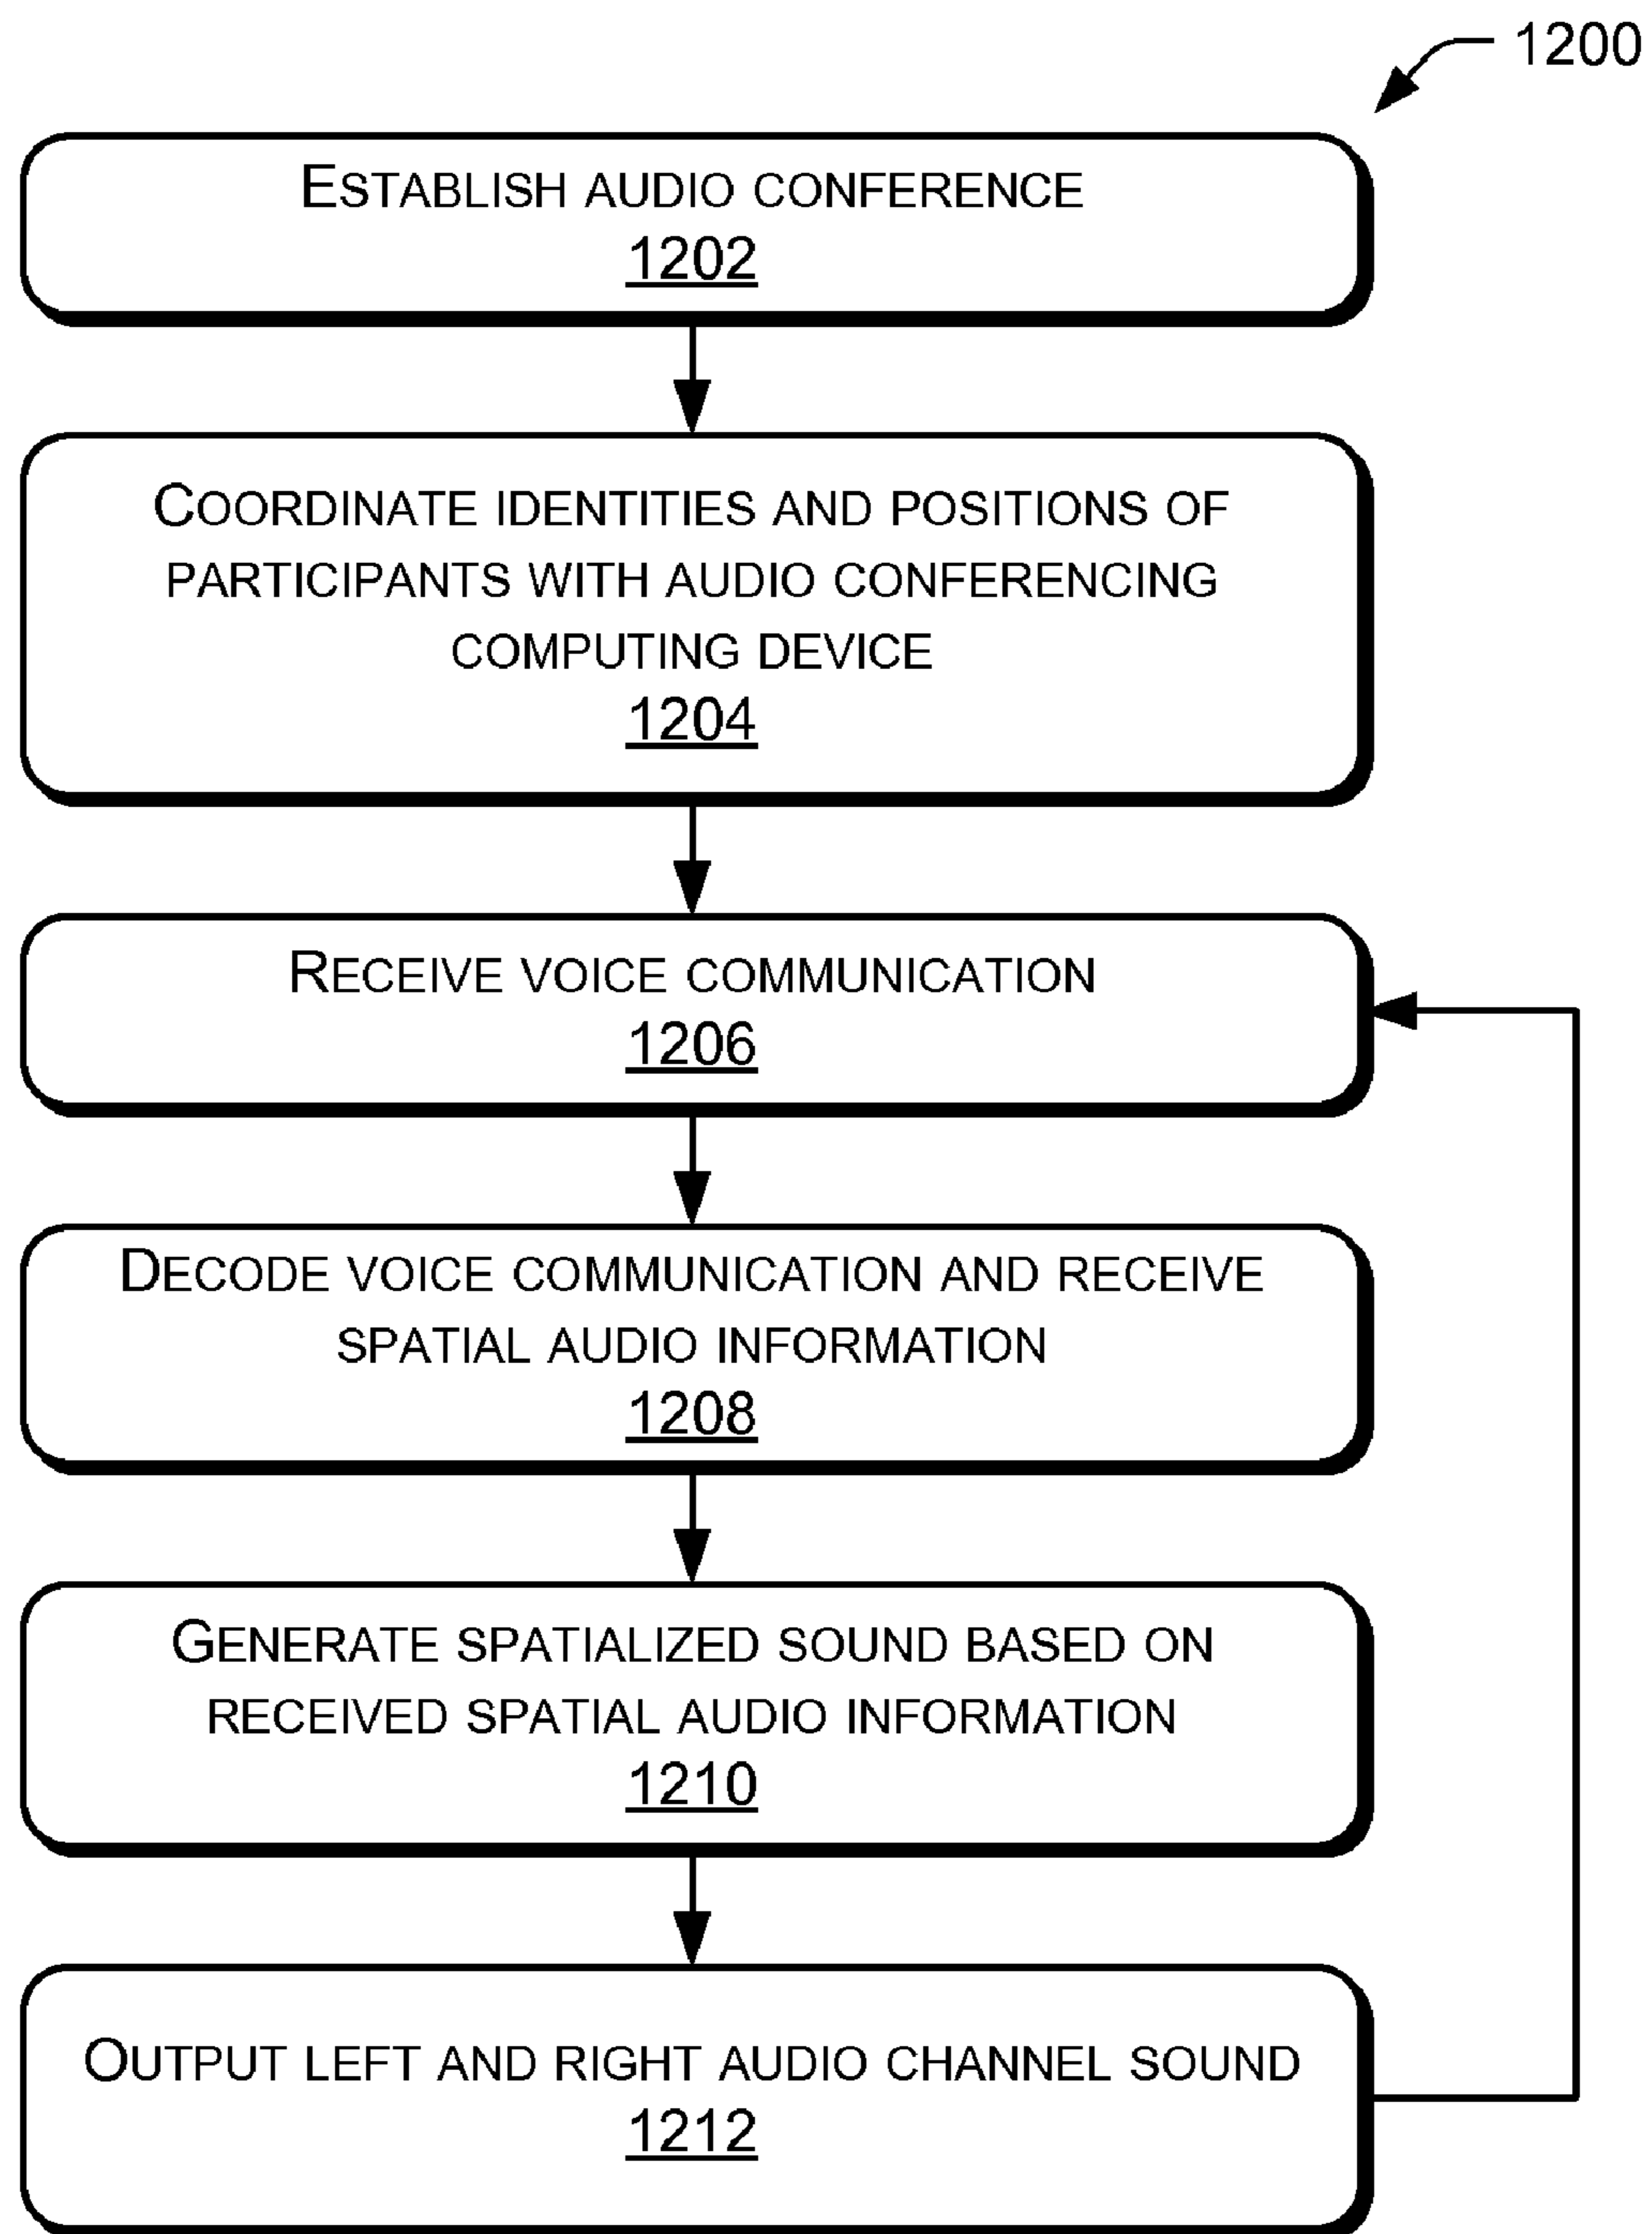 1200
ESTABLISH AUDIO CONFERENCE
1202
COORDINATE IDENTITIES AND POSITIONS OF
PARTICIPANTS WITH AUDIO CONFERENCING
COMPUTING DEVICE
1204
RECEIVE VOICE COMMUNICATION
1206
DECODE VOICE COMMUNICATION AND RECEIVE
SPATIAL AUDIO INFORMATION
1208
GENERATE SPATIALIZED SOUND BASED ON
RECEIVED SPATIAL AUDIO INFORMATION
1210
OUTPUT LEFT AND RIGHT AUDIO CHANNEL SOUND
1212